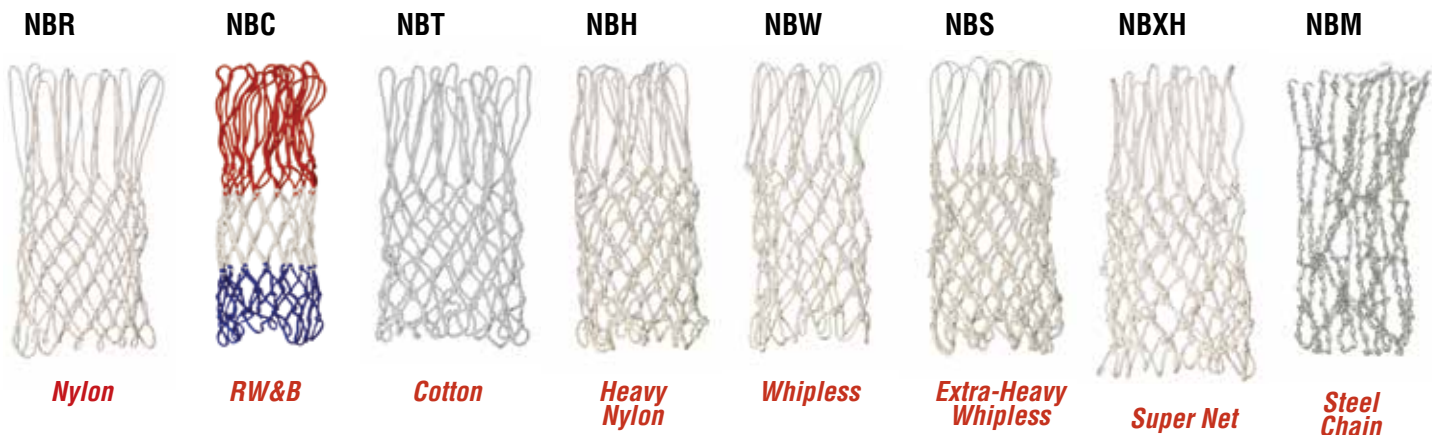 NBR NBC NBT NBH NBW NBS NBXH NBM
Nylon RW&B Cotton Heavy Nylon Whipless Extra-Heavy Whipless Super Net Steel Chain